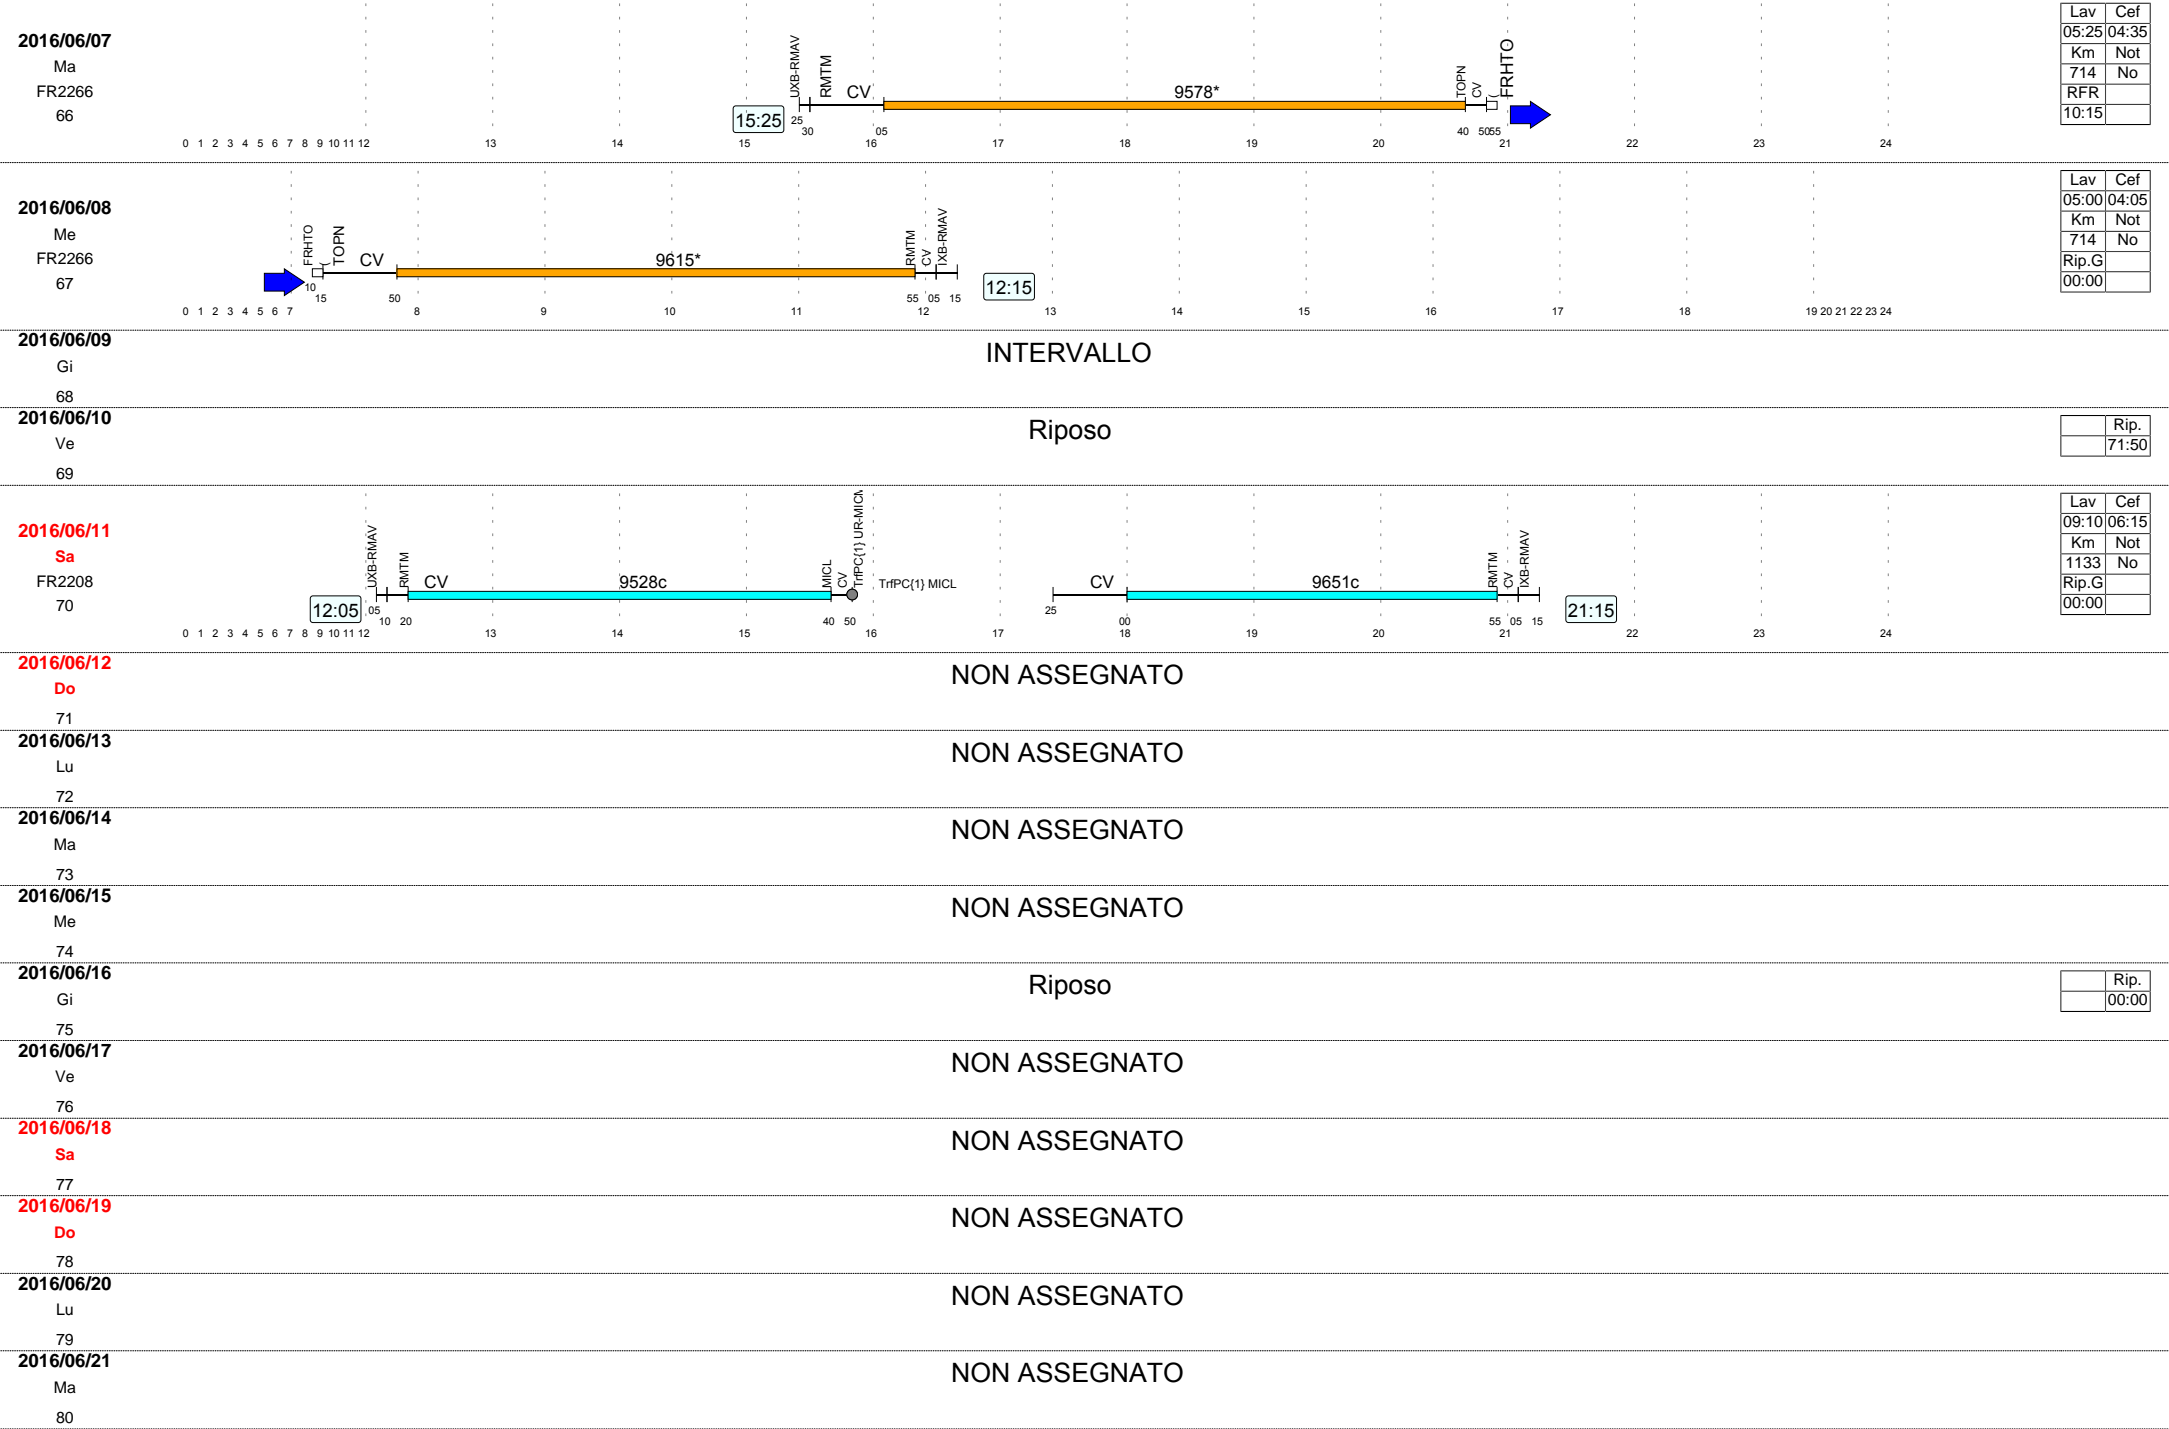 2016/06/07
Ma
FR2266
66
15:25
UXB-RMAV
RMTM
CV
9578*
TOPN
CV
(
FRHTO
25
30
05
40
50
55
0 1 2 3 4 5 6 7 8 9 10 11 12 13 14 15 16 17 18 19 20 21 22 23 24
Lav Cef
05:25 04:35
Km Not
714 No
RFR
10:15
2016/06/08
Me
FR2266
67
FRHTO
(
TOPN
CV
9615*
RMTM
CV
IXB-RMAV
12:15
10
15
50
55
05
15
0 1 2 3 4 5 6 7 8 9 10 11 12 13 14 15 16 17 18 19 20 21 22 23 24
Lav Cef
05:00 04:05
Km Not
714 No
Rip.G
00:00
2016/06/09
Gi
68
INTERVALLO
2016/06/10
Ve
69
Riposo
Rip.
71:50
2016/06/11
Sa
FR2208
70
12:05
UXB-RMAV
RMTM
CV
9528c
MICL
CV
TrfPC{1} UR-MICM
TrfPC{1} MICL
CV
9651c
RMTM
CV
IXB-RMAV
21:15
05
10
20
40
50
25
00
55
05
15
0 1 2 3 4 5 6 7 8 9 10 11 12 13 14 15 16 17 18 19 20 21 22 23 24
Lav Cef
09:10 06:15
Km Not
1133 No
Rip.G
00:00
2016/06/12
Do
71
NON ASSEGNATO
2016/06/13
Lu
72
NON ASSEGNATO
2016/06/14
Ma
73
NON ASSEGNATO
2016/06/15
Me
74
NON ASSEGNATO
2016/06/16
Gi
75
Riposo
Rip.
00:00
2016/06/17
Ve
76
NON ASSEGNATO
2016/06/18
Sa
77
NON ASSEGNATO
2016/06/19
Do
78
NON ASSEGNATO
2016/06/20
Lu
79
NON ASSEGNATO
2016/06/21
Ma
80
NON ASSEGNATO